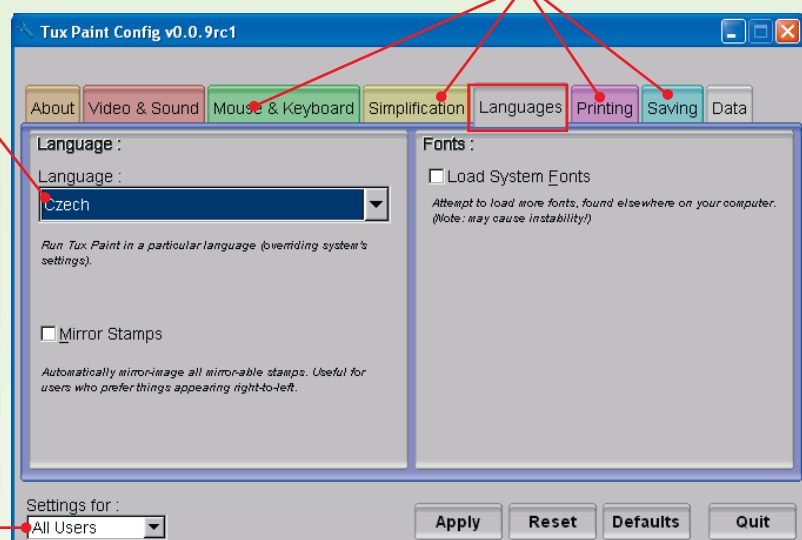 Tux Paint Config v0.0.9rc1
About Video & Sound Mouse & Keyboard Simplification Languages Printing Saving Data
Language :
Language :
Czech
Run Tux Paint in a particular language (overriding system's
settings).
Mirror Stamps
Automatically mirror-image all mirror-able stamps. Useful for
users who prefer things appearing right-to-left.
Fonts :
Load System Fonts
Attempt to load more fonts, found elsewhere on your computer.
(Note: may cause instability!)
Settings for :
All Users
Apply Reset Defaults Quit